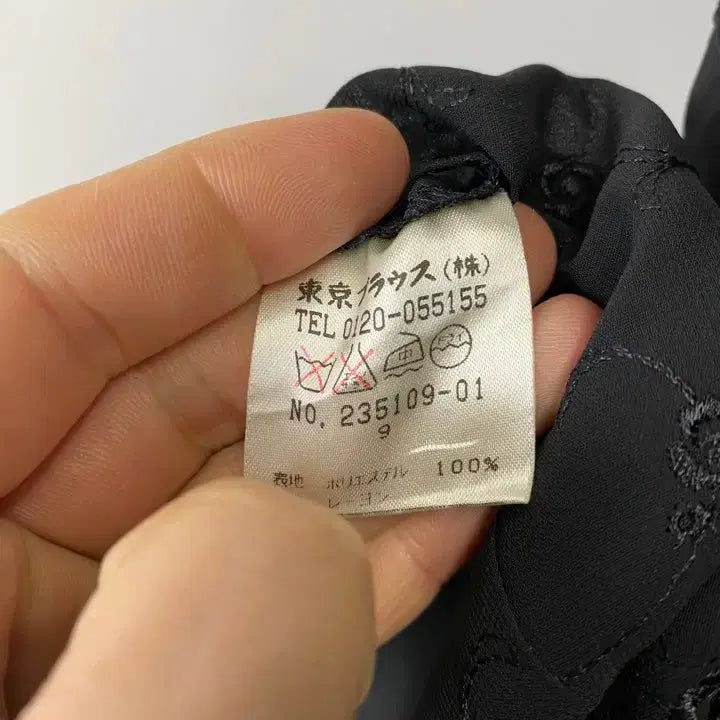 東京ブラウス(株)
TEL 0120-055155
中
NO. 235109-01
9
表地 ポリエステル 100%
レーヨン